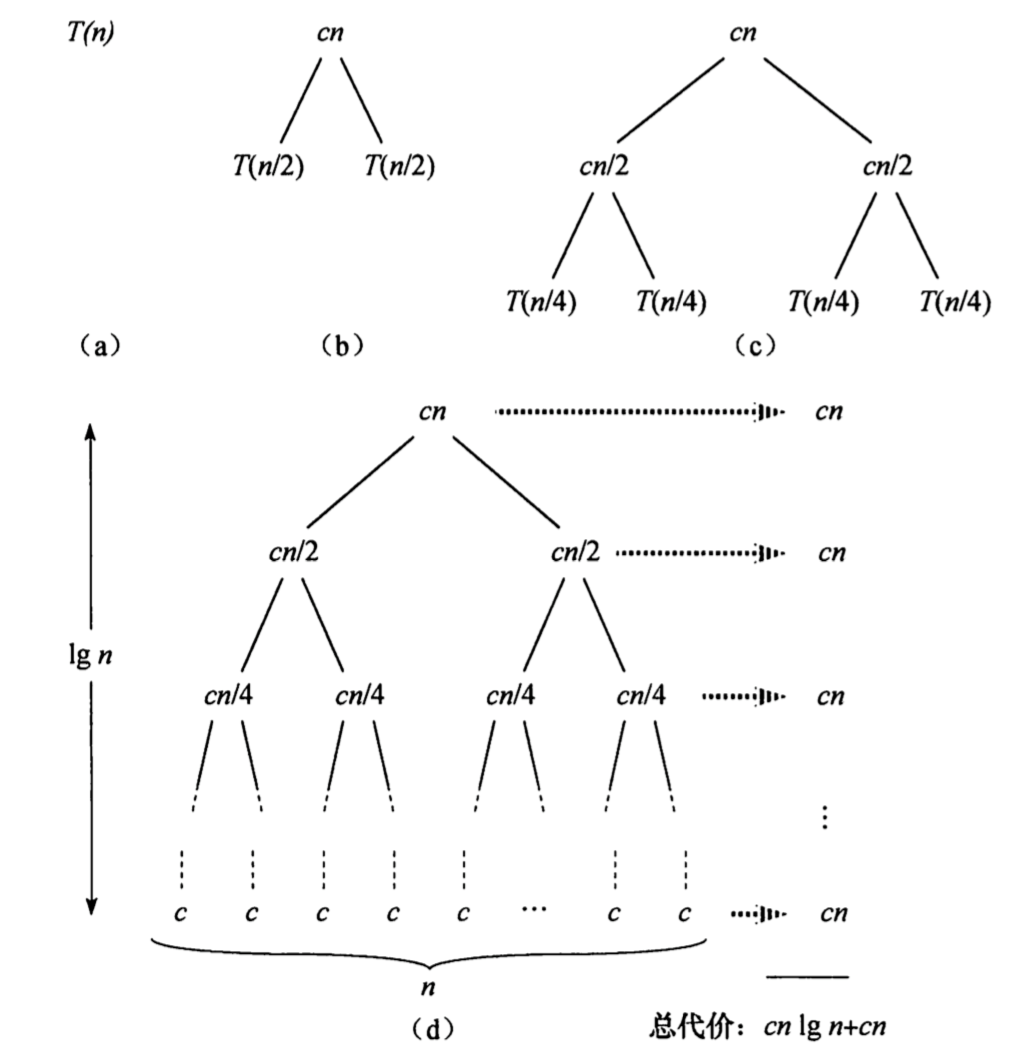 T(n) cn cn
T(n/2) T(n/2) cn/2 cn/2
T(n/4) T(n/4) T(n/4) T(n/4)
（a） （b） （c）
cn cn
cn/2 cn/2 cn
lg n
cn/4 cn/4 cn/4 cn/4 cn
⋮
c c c c c … c c cn
n
（d） 总代价：cn lg n+cn